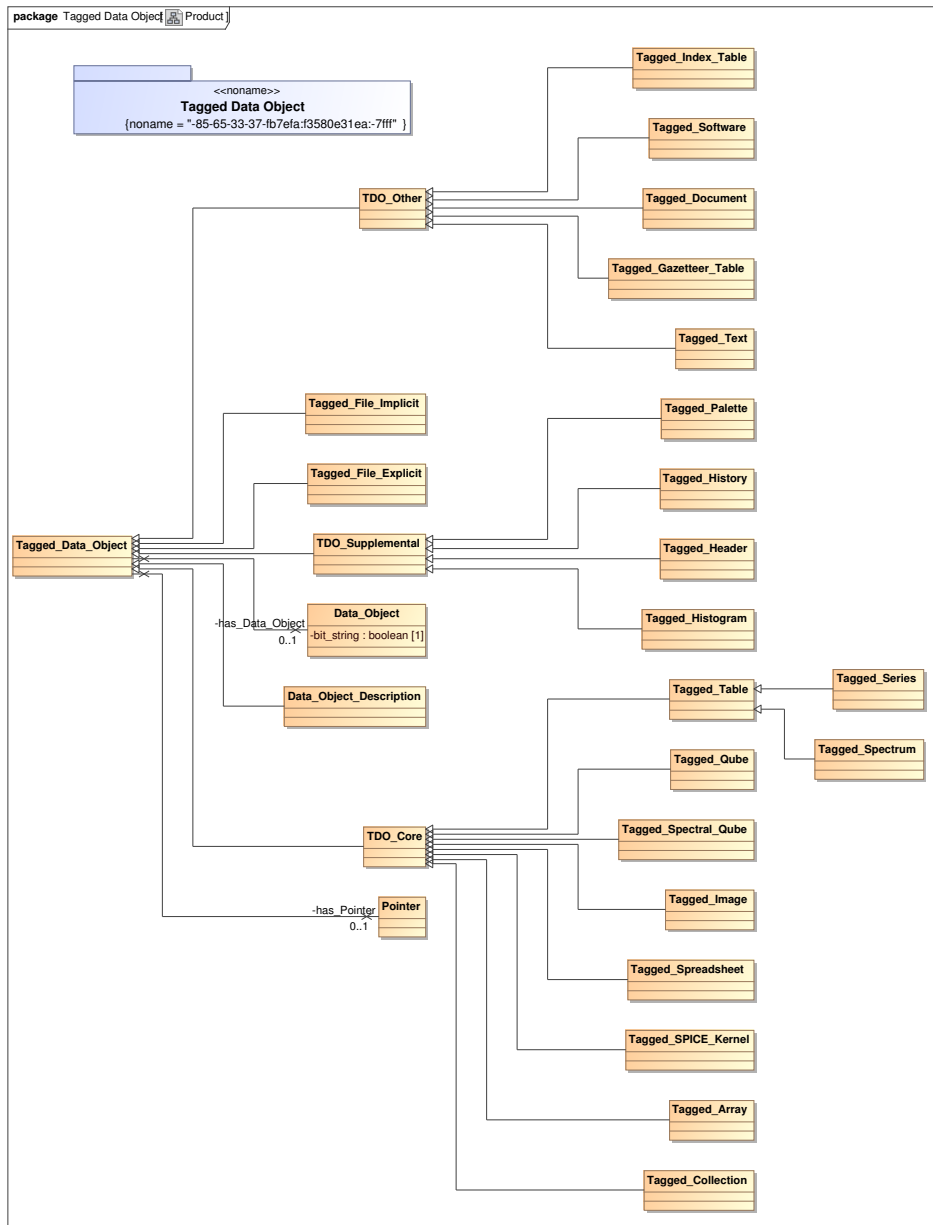 package Tagged Data Object[ Product]
<<noname>>
Tagged Data Object
{noname = "-85-65-33-37-fb7efa:f3580e31ea:-7fff" }
Tagged_Index_Table
Tagged_Software
TDO_Other
Tagged_Document
Tagged_Gazetteer_Table
Tagged_Text
Tagged_File_Implicit
Tagged_Palette
Tagged_File_Explicit
Tagged_History
Tagged_Data_Object
TDO_Supplemental
Tagged_Header
Data_Object
-has_Data_Object
-bit_string : boolean [1]
0..1
Tagged_Histogram
Data_Object_Description
Tagged_Table
Tagged_Series
Tagged_Spectrum
Tagged_Qube
TDO_Core
Tagged_Spectral_Qube
Tagged_Image
-has_Pointer
Pointer
0..1
Tagged_Spreadsheet
Tagged_SPICE_Kernel
Tagged_Array
Tagged_Collection